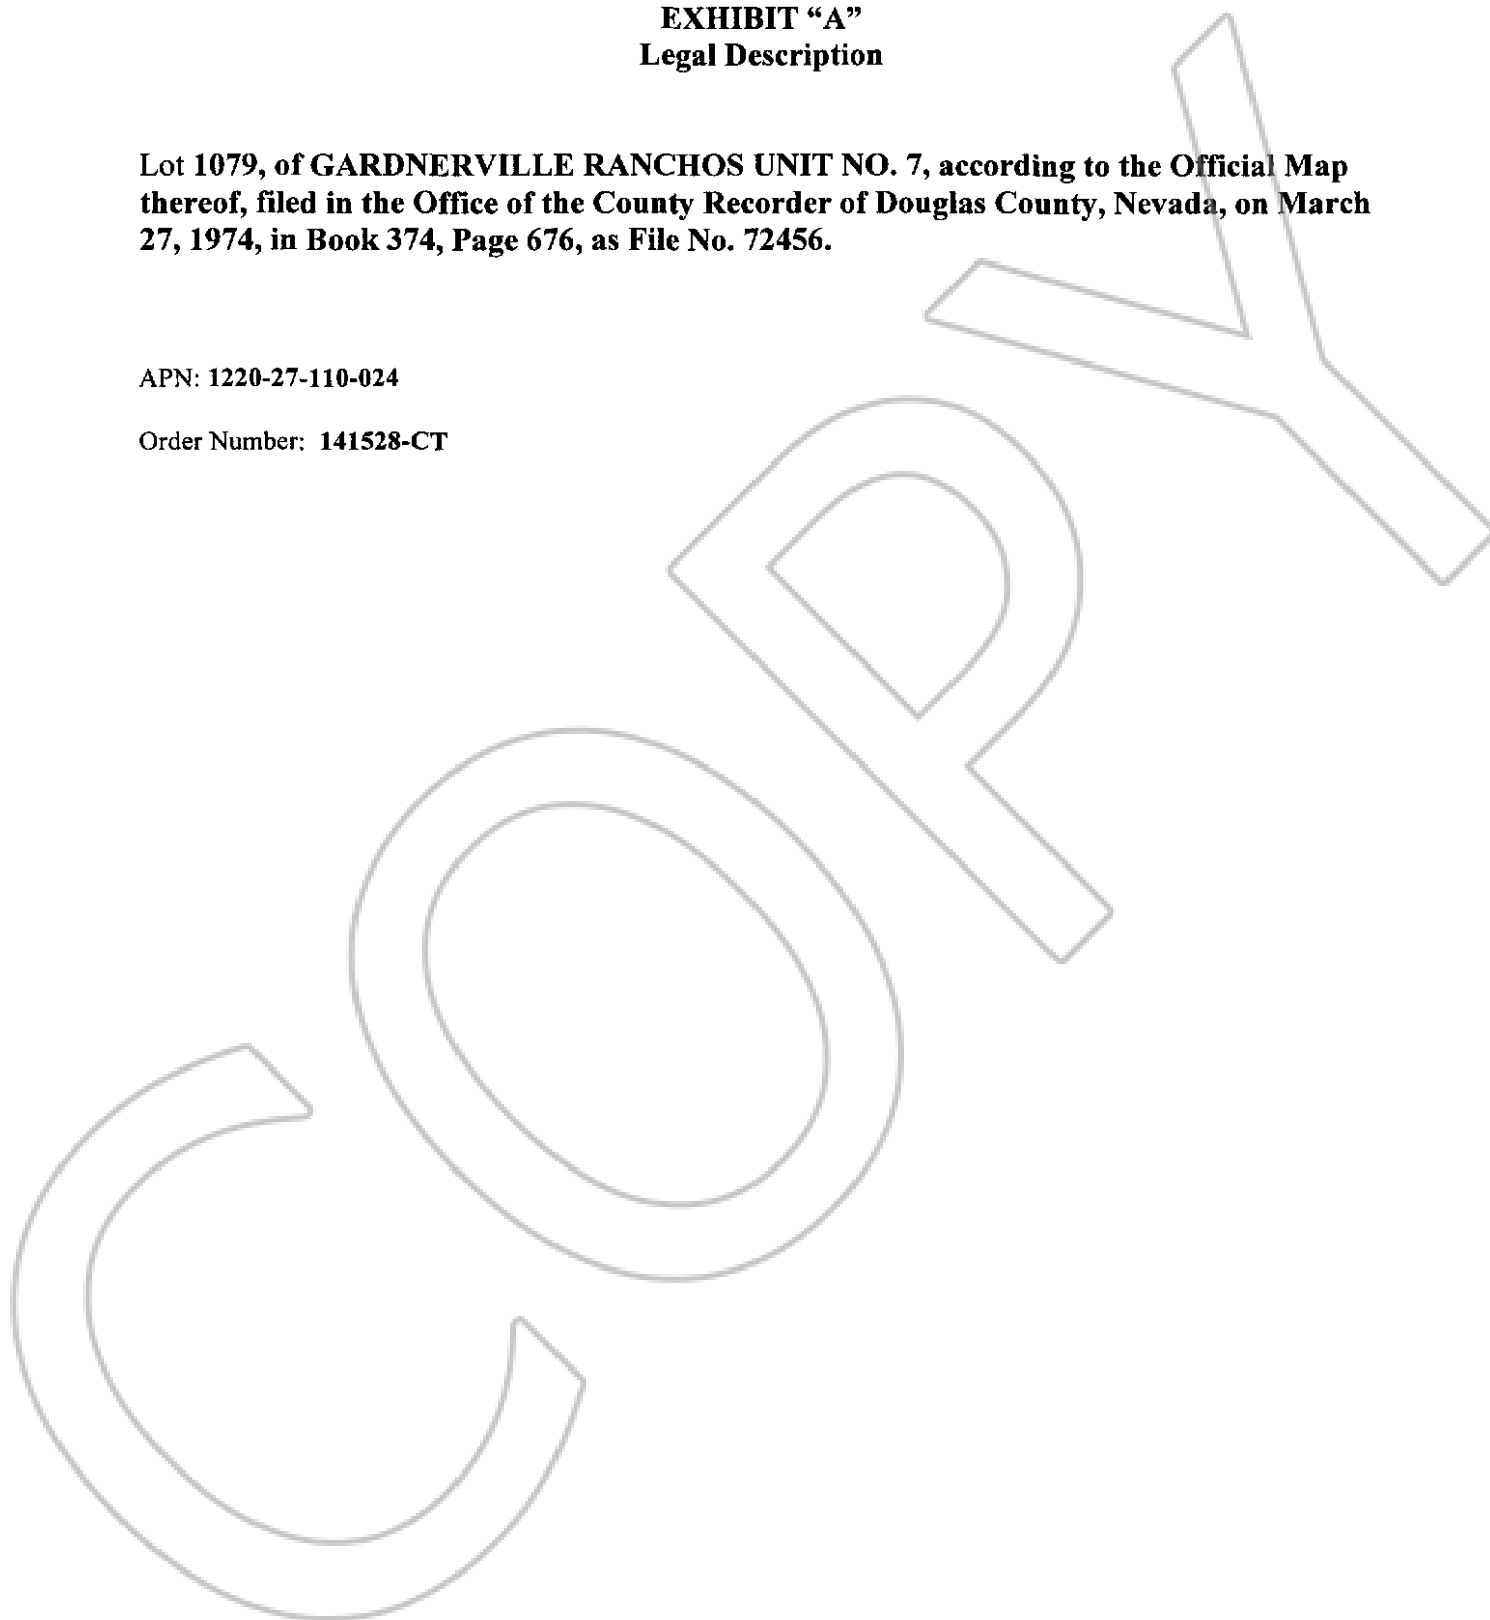 EXHIBIT “A”
Legal Description
Lot 1079, of GARDNERVILLE RANCHOS UNIT NO. 7, according to the Official Map
thereof, filed in the Office of the County Recorder of Douglas County, Nevada, on March
27, 1974, in Book 374, Page 676, as File No. 72456.
APN: 1220-27-110-024
Order Number: 141528-CT
COPY